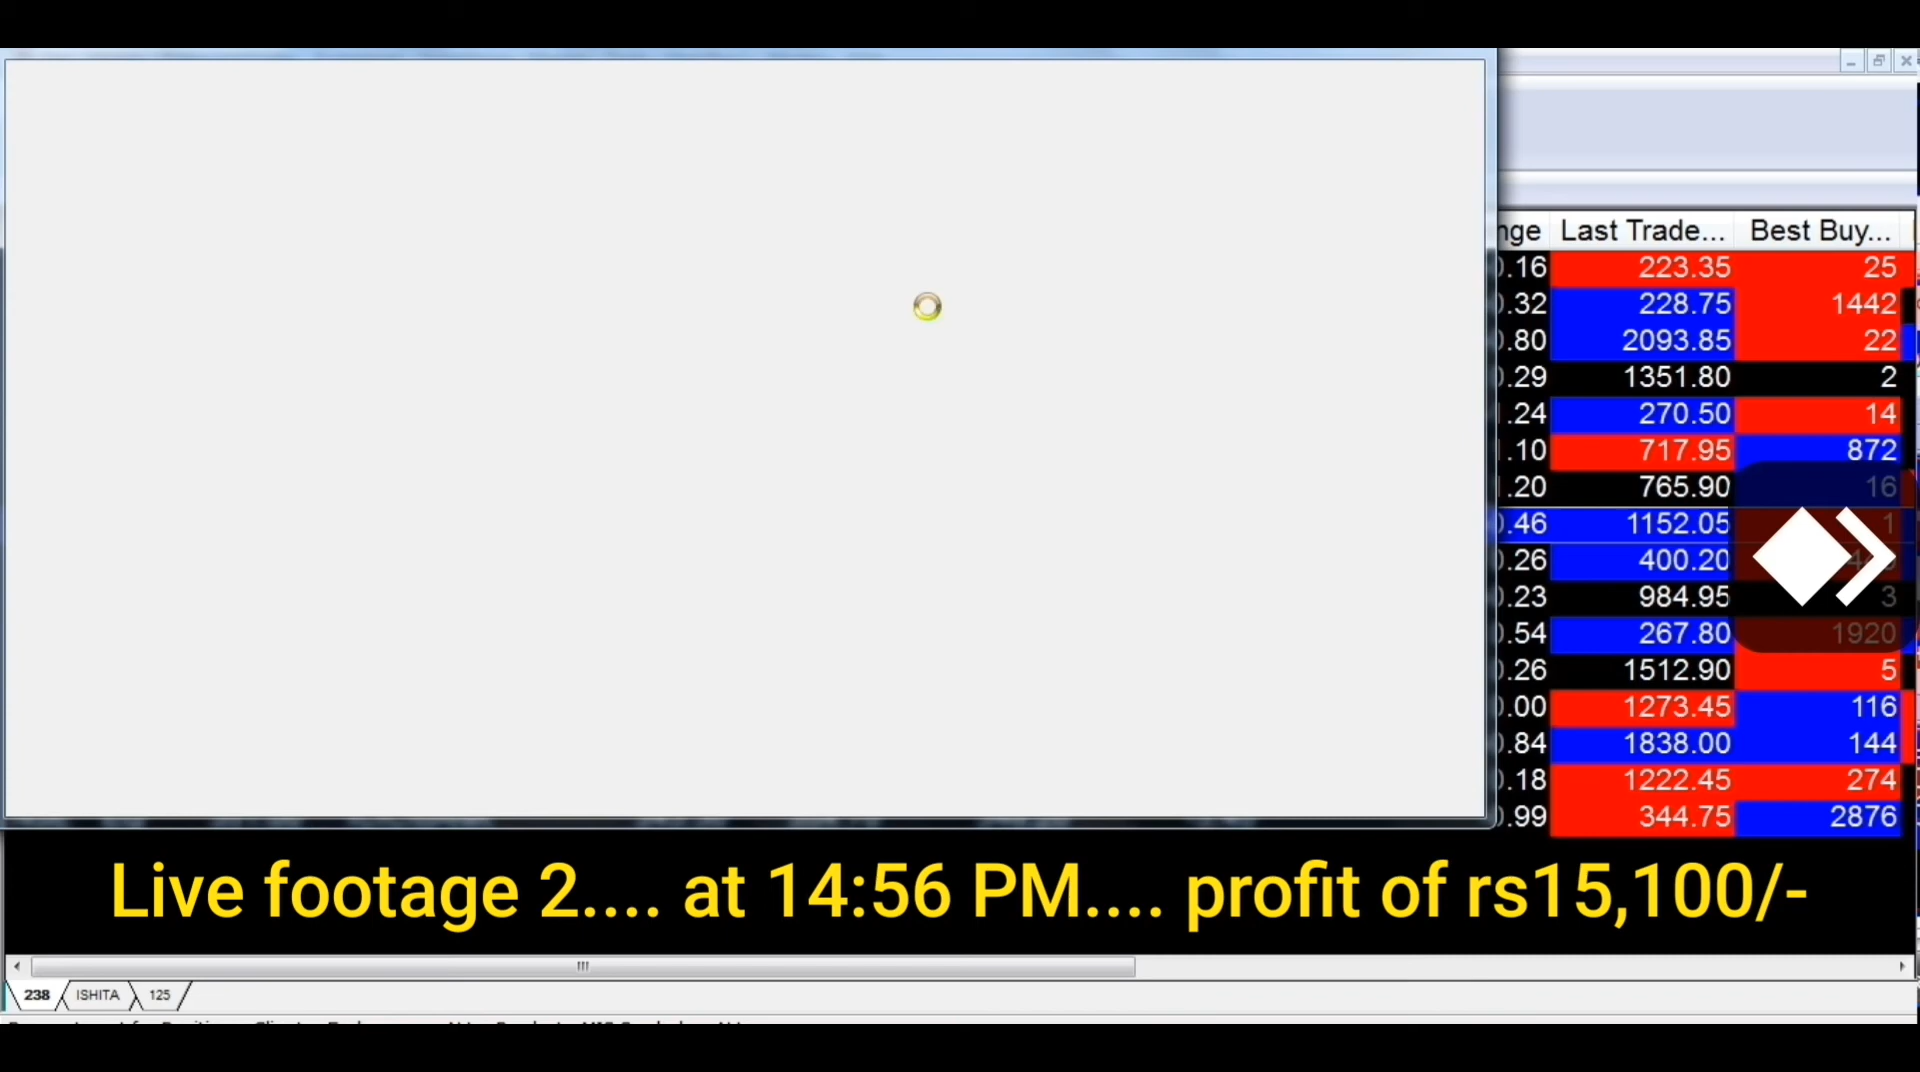 Last Trade... Best Buy...
.16 223.35 25
.32 228.75 1442
.80 2093.85 22
.29 1351.80 2
.24 270.50 14
.10 717.95 872
.20 765.90 16
.46 1152.05 1
.26 400.20
.23 984.95 3
.54 267.80 1920
.26 1512.90 5
.00 1273.45 116
.84 1838.00 144
.18 1222.45 274
.99 344.75 2876
Live footage 2.... at 14:56 PM.... profit of rs15,100/-
238 ISHITA 125